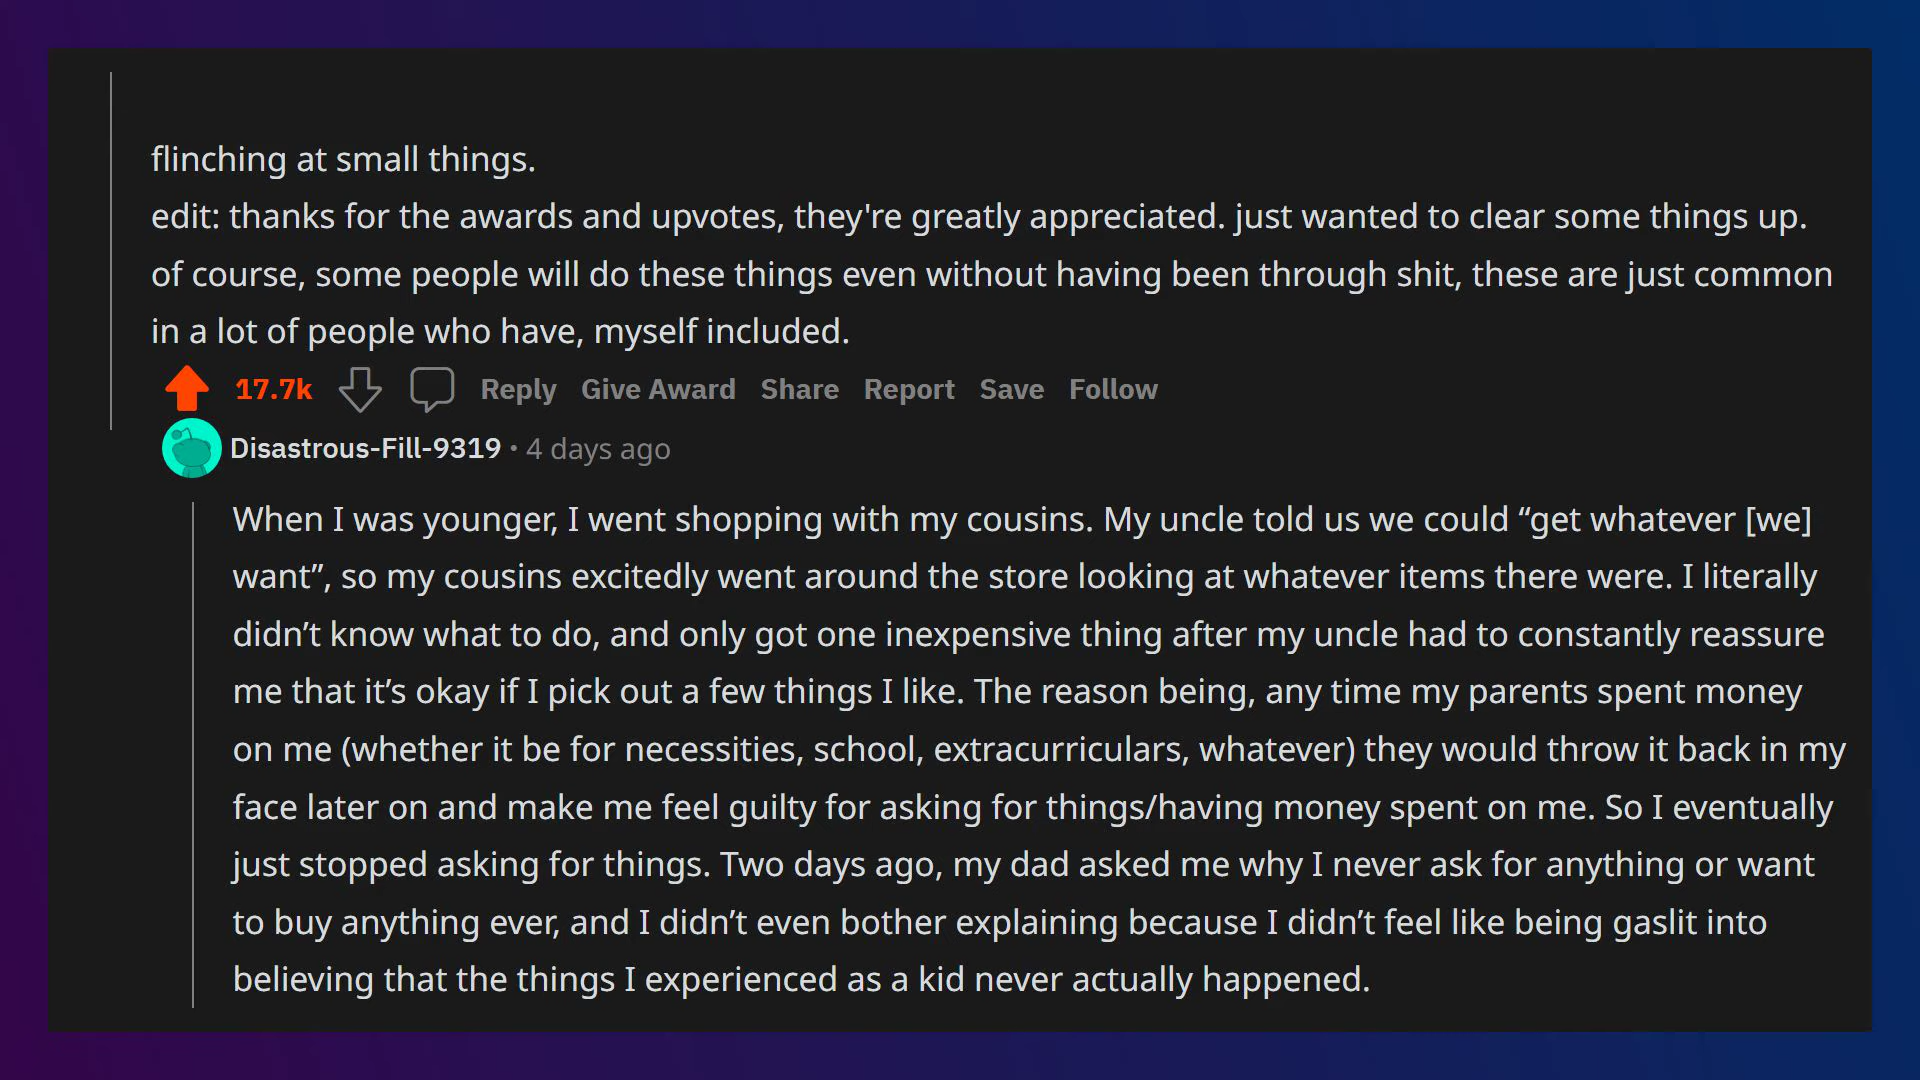 flinching at small things.
edit: thanks for the awards and upvotes, they're greatly appreciated. just wanted to clear some things up.
of course, some people will do these things even without having been through shit, these are just common
in a lot of people who have, myself included.
17.7k Reply Give Award Share Report Save Follow
Disastrous-Fill-9319 • 4 days ago
When I was younger, I went shopping with my cousins. My uncle told us we could “get whatever [we]
want”, so my cousins excitedly went around the store looking at whatever items there were. I literally
didn’t know what to do, and only got one inexpensive thing after my uncle had to constantly reassure
me that it’s okay if I pick out a few things I like. The reason being, any time my parents spent money
on me (whether it be for necessities, school, extracurriculars, whatever) they would throw it back in my
face later on and make me feel guilty for asking for things/having money spent on me. So I eventually
just stopped asking for things. Two days ago, my dad asked me why I never ask for anything or want
to buy anything ever, and I didn’t even bother explaining because I didn’t feel like being gaslit into
believing that the things I experienced as a kid never actually happened.